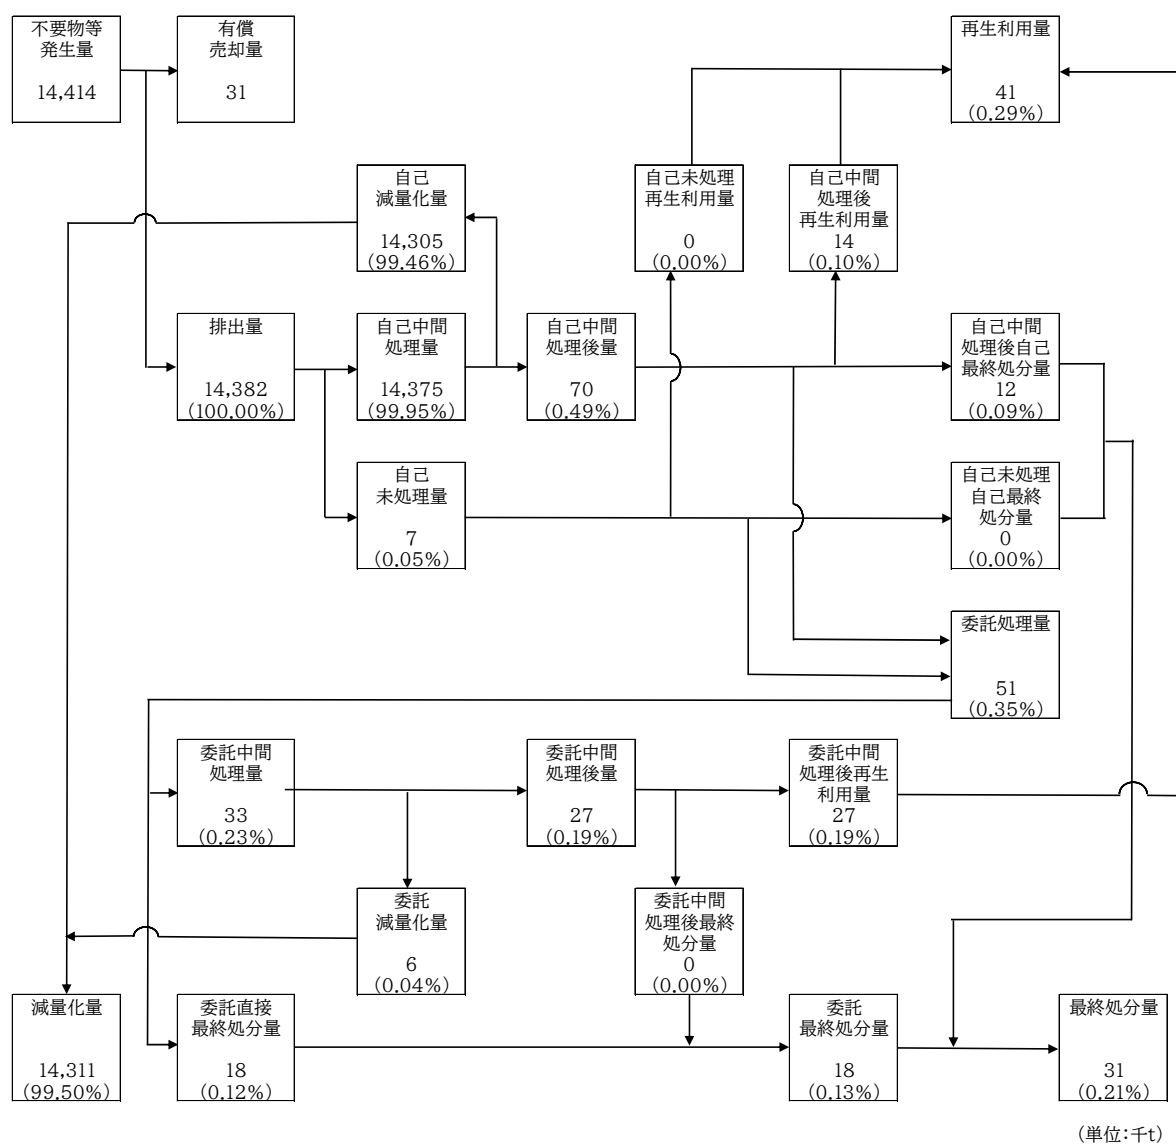 不要物等
発生量
14,414
有償
売却量
31
再生利用量
41
(0.29%)
自己
減量化量
14,305
(99.46%)
自己未処理
再生利用量
0
(0.00%)
自己中間
処理後
再生利用量
14
(0.10%)
排出量
14,382
(100.00%)
自己中間
処理量
14,375
(99.95%)
自己中間
処理後量
70
(0.49%)
自己中間
処理後自己
最終処分量
12
(0.09%)
自己
未処理量
7
(0.05%)
自己未処理
自己最終
処分量
0
(0.00%)
委託処理量
51
(0.35%)
委託中間
処理量
33
(0.23%)
委託中間
処理後量
27
(0.19%)
委託中間
処理後再生
利用量
27
(0.19%)
委託
減量化量
6
(0.04%)
委託中間
処理後最終
処分量
0
(0.00%)
減量化量
14,311
(99.50%)
委託直接
最終処分量
18
(0.12%)
委託
最終処分量
18
(0.13%)
最終処分量
31
(0.21%)
(単位:千t)